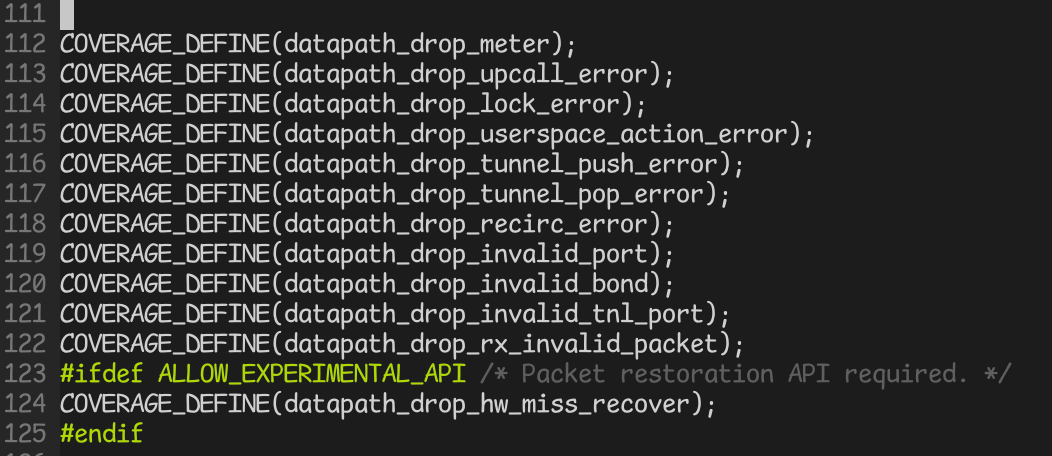 111
112 COVERAGE_DEFINE(datapath_drop_meter);
113 COVERAGE_DEFINE(datapath_drop_upcall_error);
114 COVERAGE_DEFINE(datapath_drop_lock_error);
115 COVERAGE_DEFINE(datapath_drop_userspace_action_error);
116 COVERAGE_DEFINE(datapath_drop_tunnel_push_error);
117 COVERAGE_DEFINE(datapath_drop_tunnel_pop_error);
118 COVERAGE_DEFINE(datapath_drop_recirc_error);
119 COVERAGE_DEFINE(datapath_drop_invalid_port);
120 COVERAGE_DEFINE(datapath_drop_invalid_bond);
121 COVERAGE_DEFINE(datapath_drop_invalid_tnl_port);
122 COVERAGE_DEFINE(datapath_drop_rx_invalid_packet);
123 #ifdef ALLOW_EXPERIMENTAL_API /* Packet restoration API required. */
124 COVERAGE_DEFINE(datapath_drop_hw_miss_recover);
125 #endif